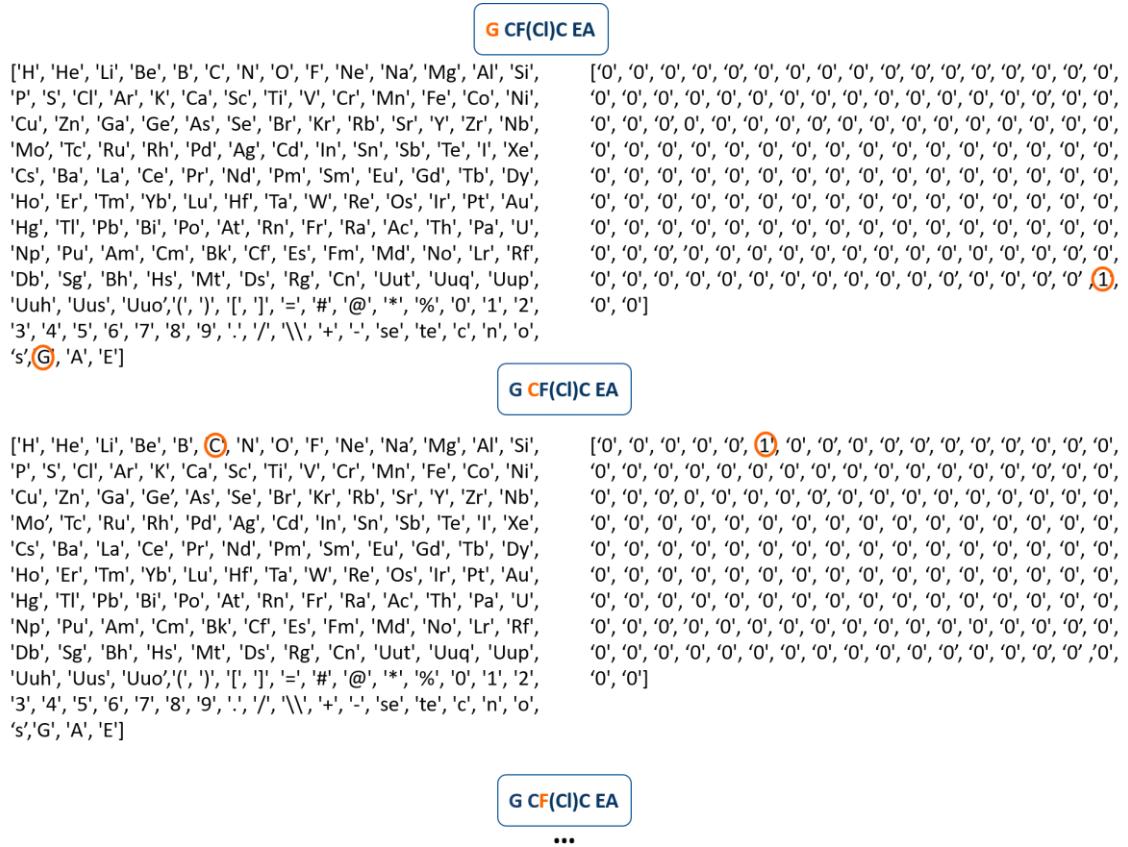 G CF(Cl)C EA
['H', 'He', 'Li', 'Be', 'B', 'C', 'N', 'O', 'F', 'Ne', 'Na’, 'Mg', 'Al', 'Si',
'P', 'S', 'Cl', 'Ar', 'K', 'Ca', 'Sc', 'Ti', 'V', 'Cr', 'Mn', 'Fe', 'Co', 'Ni',
'Cu', 'Zn', 'Ga', 'Ge’, 'As', 'Se', 'Br', 'Kr', 'Rb', 'Sr', 'Y', 'Zr', 'Nb',
'Mo’, 'Tc', 'Ru', 'Rh', 'Pd', 'Ag', 'Cd', 'In', 'Sn', 'Sb', 'Te', 'I', 'Xe',
'Cs', 'Ba', 'La', 'Ce', 'Pr', 'Nd', 'Pm', 'Sm', 'Eu', 'Gd', 'Tb', 'Dy',
'Ho', 'Er', 'Tm', 'Yb', 'Lu', 'Hf', 'Ta', 'W', 'Re', 'Os', 'Ir', 'Pt', 'Au',
'Hg', 'Tl', 'Pb', 'Bi', 'Po', 'At', 'Rn', 'Fr', 'Ra', 'Ac', 'Th', 'Pa', 'U',
'Np', 'Pu', 'Am', 'Cm', 'Bk', 'Cf', 'Es', 'Fm', 'Md', 'No', 'Lr', 'Rf',
'Db', 'Sg', 'Bh', 'Hs', 'Mt', 'Ds', 'Rg', 'Cn', 'Uut', 'Uuq', 'Uup',
'Uuh', 'Uus', 'Uuo’,'(', ')', '[', ']', '=', '#', '@', '*', '%', '0', '1', '2',
'3', '4', '5', '6', '7', '8', '9', '.', '/', '\\', '+', '-', 'se', 'te', 'c', 'n', 'o',
‘s’,'G', 'A', 'E']
[‘0', ‘0', ‘0', ‘0', ‘0', ‘0', ‘0', ‘0', ‘0', ‘0’, ‘0’, ‘0', ‘0’, ‘0', ‘0', ‘0', ‘0',
‘0', ‘0', ‘0', ‘0', ‘0', ‘0', ‘0', ‘0', ‘0', ‘0', ‘0', ‘0', ‘0', ‘0', ‘0', ‘0', ‘0',
‘0', ‘0', ‘0’, 0', ‘0', ‘0', ‘0', ‘0’, ‘0', ‘0', ‘0', ‘0', ‘0', ‘0', ‘0', ‘0', ‘0',
‘0', ‘0', ‘0', ‘0', ‘0', ‘0', ‘0', ‘0', ‘0', ‘0', ‘0', ‘0', ‘0', ‘0', ‘0', ‘0', ‘0',
‘0', ‘0', ‘0', ‘0', ‘0', ‘0', ‘0', ‘0', ‘0', ‘0', ‘0', ‘0', ‘0', ‘0', ‘0', ‘0', ‘0',
‘0', ‘0', ‘0', ‘0', ‘0', ‘0', ‘0', ‘0', ‘0', ‘0', ‘0', ‘0', ‘0', ‘0', ‘0', ‘0', ‘0',
‘0', ‘0', ‘0', ‘0', ‘0', ‘0', ‘0', ‘0', ‘0', ‘0', ‘0', ‘0', ‘0', ‘0', ‘0', ‘0', ‘0',
‘0', ‘0', ‘0', ’0', ‘0', ‘0', ‘0', ‘0', ‘0', ‘0', ‘0', ‘0', ‘0', ‘0', ‘0', ‘0’, ‘0',
‘0', ‘0', ‘0', ‘0', ‘0', ‘0', ‘0', ‘0', ‘0', ‘0', ‘0', ‘0’, ‘0', ‘0', ‘0', ‘0’ ,1,
‘0', ‘0']
G CF(Cl)C EA
['H', 'He', 'Li', 'Be', 'B', 'C', 'N', 'O', 'F', 'Ne', 'Na’, 'Mg', 'Al', 'Si',
'P', 'S', 'Cl', 'Ar', 'K', 'Ca', 'Sc', 'Ti', 'V', 'Cr', 'Mn', 'Fe', 'Co', 'Ni',
'Cu', 'Zn', 'Ga', 'Ge’, 'As', 'Se', 'Br', 'Kr', 'Rb', 'Sr', 'Y', 'Zr', 'Nb',
'Mo’, 'Tc', 'Ru', 'Rh', 'Pd', 'Ag', 'Cd', 'In', 'Sn', 'Sb', 'Te', 'I', 'Xe',
'Cs', 'Ba', 'La', 'Ce', 'Pr', 'Nd', 'Pm', 'Sm', 'Eu', 'Gd', 'Tb', 'Dy',
'Ho', 'Er', 'Tm', 'Yb', 'Lu', 'Hf', 'Ta', 'W', 'Re', 'Os', 'Ir', 'Pt', 'Au',
'Hg', 'Tl', 'Pb', 'Bi', 'Po', 'At', 'Rn', 'Fr', 'Ra', 'Ac', 'Th', 'Pa', 'U',
'Np', 'Pu', 'Am', 'Cm', 'Bk', 'Cf', 'Es', 'Fm', 'Md', 'No', 'Lr', 'Rf',
'Db', 'Sg', 'Bh', 'Hs', 'Mt', 'Ds', 'Rg', 'Cn', 'Uut', 'Uuq', 'Uup',
'Uuh', 'Uus', 'Uuo’,'(', ')', '[', ']', '=', '#', '@', '*', '%', '0', '1', '2',
'3', '4', '5', '6', '7', '8', '9', '.', '/', '\\', '+', '-', 'se', 'te', 'c', 'n', 'o',
‘s’,'G', 'A', 'E']
[‘0', ‘0', ‘0', ‘0', ‘0’, 1', ‘0', ‘0', ‘0', ‘0’, ‘0', ‘0', ‘0’, ‘0', ‘0', ‘0', ‘0',
‘0', ‘0', ‘0', ‘0', ‘0', ‘0', ‘0', ‘0', ‘0', ‘0', ‘0', ‘0', ‘0', ‘0', ‘0', ‘0', ‘0',
‘0', ‘0', ‘0’, 0', ‘0', ‘0', ‘0', ‘0’, ‘0', ‘0', ‘0', ‘0', ‘0', ‘0', ‘0', ‘0', ‘0',
‘0', ‘0', ‘0', ‘0', ‘0', ‘0', ‘0', ‘0', ‘0', ‘0', ‘0', ‘0', ‘0', ‘0', ‘0', ‘0', ‘0',
‘0', ‘0', ‘0', ‘0', ‘0', ‘0', ‘0', ‘0', ‘0', ‘0', ‘0', ‘0', ‘0', ‘0', ‘0', ‘0', ‘0',
‘0', ‘0', ‘0', ‘0', ‘0', ‘0', ‘0', ‘0', ‘0', ‘0', ‘0', ‘0', ‘0', ‘0', ‘0', ‘0', ‘0',
‘0', ‘0', ‘0', ‘0', ‘0', ‘0', ‘0', ‘0', ‘0', ‘0', ‘0', ‘0', ‘0', ‘0', ‘0', ‘0', ‘0',
‘0', ‘0', ‘0', ’0', ‘0', ‘0', ‘0', ‘0', ‘0', ‘0', ‘0', ‘0', ‘0', ‘0', ‘0', ‘0’, ‘0',
‘0', ‘0', ‘0', ‘0', ‘0', ‘0', ‘0', ‘0', ‘0', ‘0', ‘0', ‘0’, ‘0', ‘0', ‘0', ‘0’ ,'0',
‘0', ‘0']
G CF(Cl)C EA
...